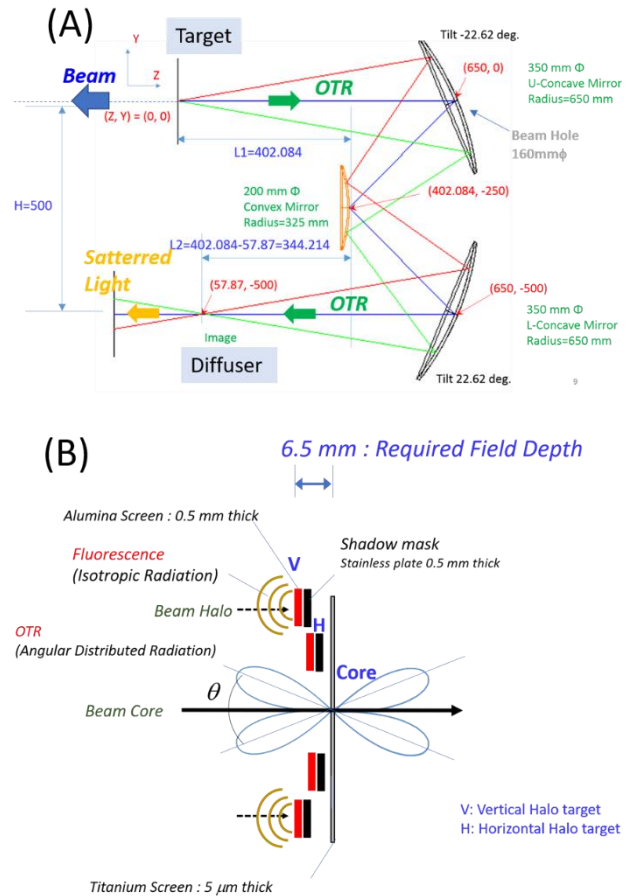 (A)
Target
Tilt -22.62 deg.
Y
Z
Beam
OTR
(650, 0)
350 mm Φ
U-Concave Mirror
Radius=650 mm
(Z, Y) = (0, 0)
Beam Hole
160mmϕ
L1=402.084
H=500
200 mm Φ
Convex Mirror
Radius=325 mm
(402.084, -250)
L2=402.084-57.87=344.214
Satterred
Light
(57.87, -500)
OTR
(650, -500)
350 mm Φ
L-Concave Mirror
Radius=650 mm
Image
Diffuser
Tilt 22.62 deg.
9
(B)
6.5 mm : Required Field Depth
Alumina Screen : 0.5 mm thick
Shadow mask
Stainless plate 0.5 mm thick
Fluorescence
(Isotropic Radiation)
V
Beam Halo
H
OTR
(Angular Distributed Radiation)
Core
θ
Beam Core
V: Vertical Halo target
H: Horizontal Halo target
Titanium Screen : 5 μm thick